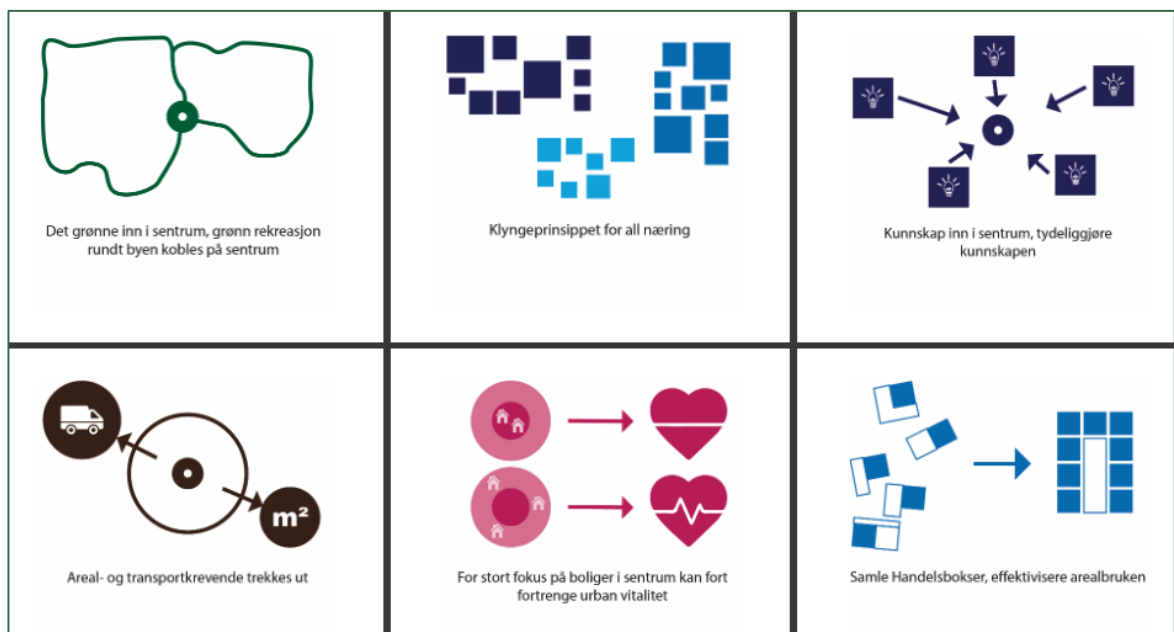 Det grønne inn i sentrum, grønn rekreasjon
rundt byen kobles på sentrum
Klyngeprinsippet for all næring
Kunnskap inn i sentrum, tydeliggjøre
kunnskapen
m²
Areal- og transportkrevende trekkes ut
For stort fokus på boliger i sentrum kan fort
fortrenge urban vitalitet
Samle Handelsbokser, effektivisere arealbruken